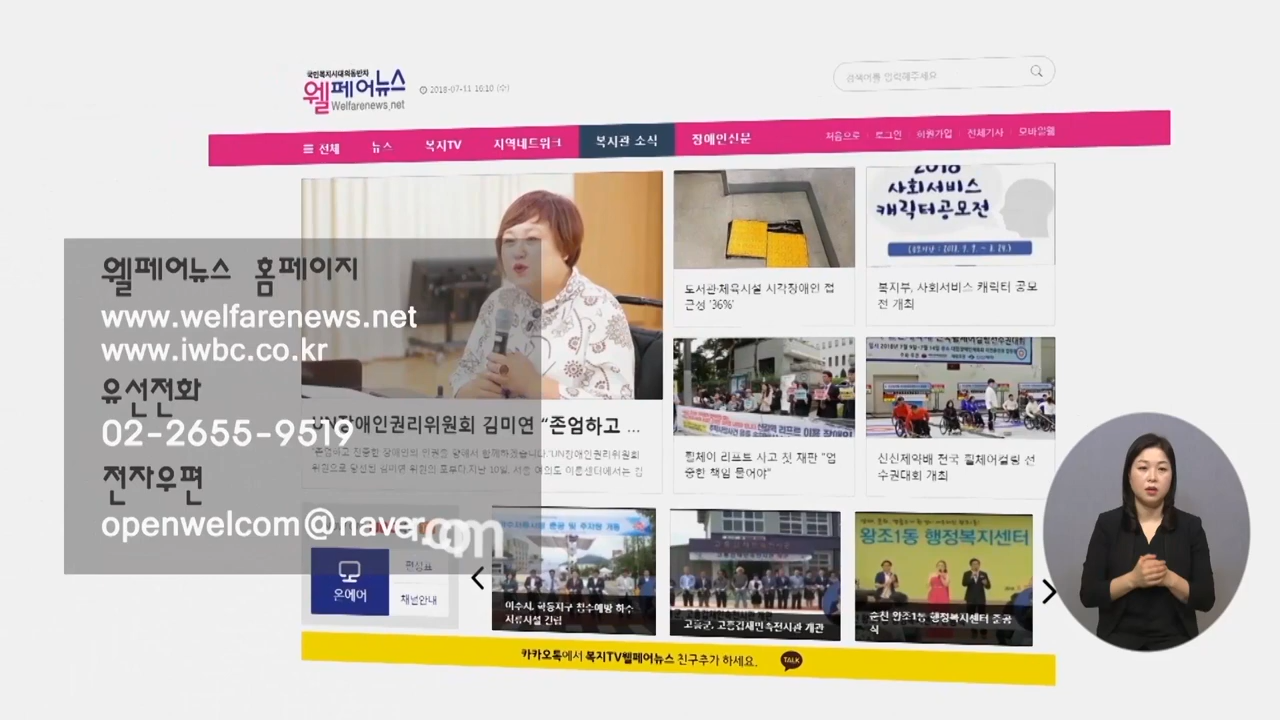 국민복지시대의동반자
웰페어뉴스
Welfarenews.net
2018-07-11 16:10 (수)
검색어를 입력해주세요
전체 뉴스 복지TV 지역네트워크 복지관 소식 장애인신문
처음으로 로그인 회원가입 전체기사 모바일웹
웰페어뉴스 홈페이지
www.welfarenews.net
www.iwbc.co.kr
유선전화
02-2655-9519
전자우편
openwelcom@naver.com
UN장애인권리위원회 김미연 “존엄하고 ...
도서관·체육시설 시각장애인 접
근성 '36%'
2018
사회서비스
캐릭터공모전
복지부, 사회서비스 캐릭터 공모
전 개최
휠체어 리프트 사고 첫 재판 "엄
중한 책임 물어야"
신신제약배 전국 휠체어컬링 선
수권대회 개최
온에어
편성표
채널안내
여수시, 학동지구 침수예방 하수
시류시설 건립
고흥군, 고흥갑재민속전시관 개관
왕조1동 행정복지센터
순천 왕조1동 행정복지센터 준공
식
카카오톡에서 복지TV웰페어뉴스 친구추가 하세요.
TALK